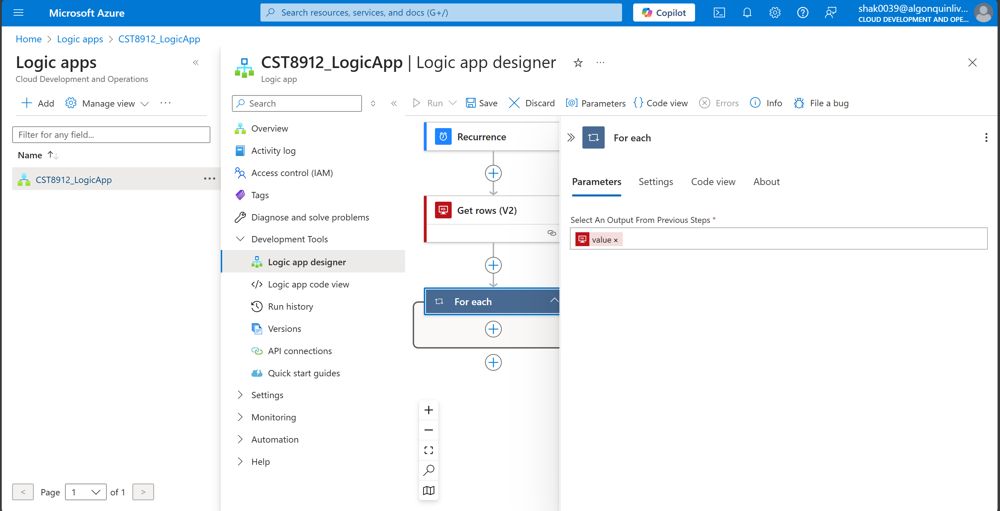 Microsoft Azure
Search resources, services, and docs (G+/)
Copilot
shak0039@algonquinliv...
CLOUD DEVELOPMENT AND OPE...
Home > Logic apps > CST8912_LogicApp
Logic apps
Cloud Development and Operations
Add
Manage view
Filter for any field...
Name
CST8912_LogicApp
Page 1 of 1
CST8912_LogicApp | Logic app designer
Logic app
Search
Overview
Activity log
Access control (IAM)
Tags
Diagnose and solve problems
Development Tools
Logic app designer
Logic app code view
Run history
Versions
API connections
Quick start guides
Settings
Monitoring
Automation
Help
Run
Save
Discard
Parameters
Code view
Errors
Info
File a bug
Recurrence
SQL
Get rows (V2)
For each
For each
Parameters
Settings
Code view
About
Select An Output From Previous Steps *
SQL
value ×